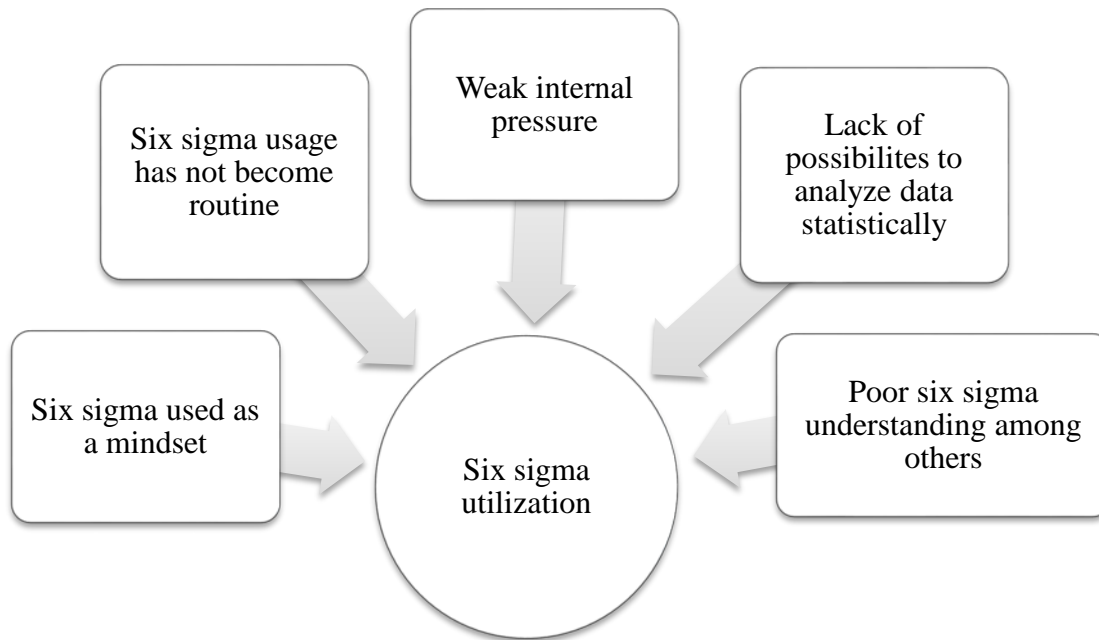 Six sigma used as
a mindset
Six sigma usage
has not become
routine
Weak internal
pressure
Lack of
possibilites to
analyze data
statistically
Poor six sigma
understanding among
others
Six sigma
utilization